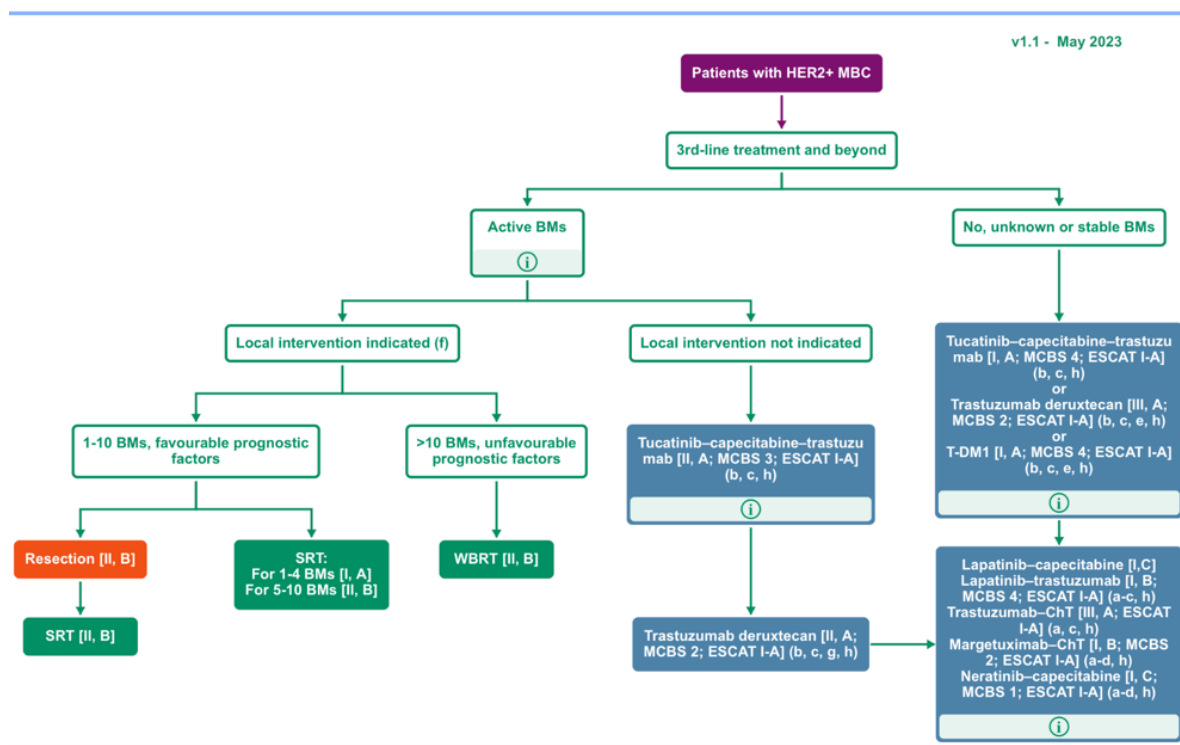 v1.1 - May 2023
Patients with HER2+ MBC
3rd-line treatment and beyond
Active BMs
No, unknown or stable BMs
Local intervention indicated (f)
Local intervention not indicated
1-10 BMs, favourable prognostic
factors
>10 BMs, unfavourable
prognostic factors
Resection [II, B]
SRT [II, B]
SRT:
For 1-4 BMs [I, A]
For 5-10 BMs [II, B]
WBRT [II, B]
Tucatinib–capecitabine–trastuzu
mab [II, A; MCBS 3; ESCAT I-A]
(b, c, h)
i
Trastuzumab deruxtecan [II, A;
MCBS 2; ESCAT I-A] (b, c, g, h)
Tucatinib–capecitabine–trastuzu
mab [I, A; MCBS 4; ESCAT I-A]
(b, c, h)
or
Trastuzumab deruxtecan [III, A;
MCBS 2; ESCAT I-A] (b, c, e, h)
or
T-DM1 [I, A; MCBS 4; ESCAT I-A]
(b, c, e, h)
i
Lapatinib–capecitabine [I,C]
Lapatinib–trastuzumab [I, B;
MCBS 4; ESCAT I-A] (a-c, h)
Trastuzumab–ChT [III, A; ESCAT
I-A] (a, c, h)
Margetuximab–ChT [I, B; MCBS
2; ESCAT I-A] (a-d, h)
Neratinib–capecitabine [I, C;
MCBS 1; ESCAT I-A] (a-d, h)
i